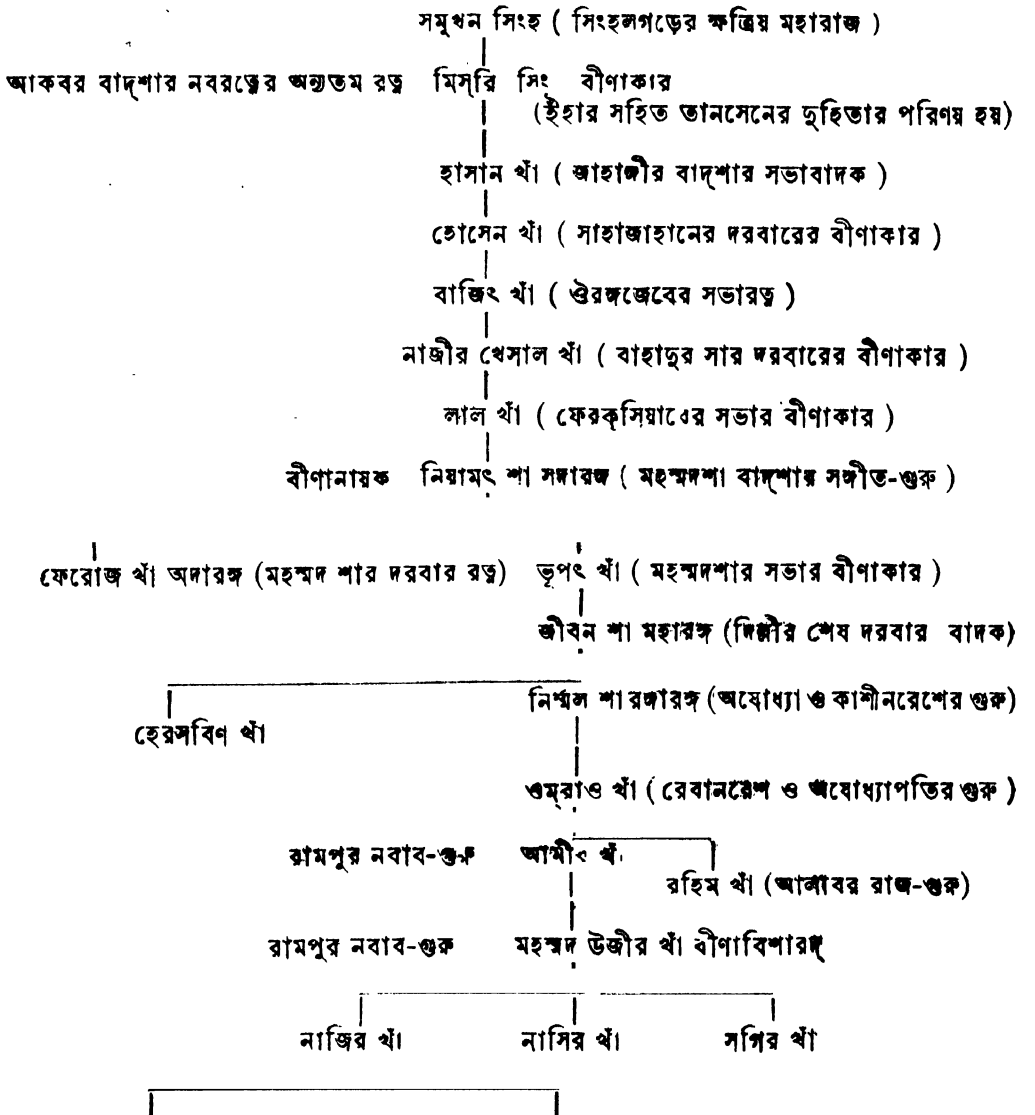 সমুখন সিংহ ( সিংহলগড়ের ক্ষত্রিয় মহারাজ )
আকবর বাদ্‌শার নবরত্নের অন্যতম রত্ন মিস্‌রি সিং বীণাকার
(ইহার সহিত তানসেনের দুহিতার পরিণয় হয়)
হাসান খাঁ ( জাহাঙ্গীর বাদ্‌শার সভাবাদক )
হোসেন খাঁ ( সাহাজাহানের দরবারের বীণাকার )
বাজিৎ খাঁ ( ঔরঙ্গজেবের সভারত্ন )
নাজীর খেসাল খাঁ ( বাহাদুর সার দরবারের বীণাকার )
লাল খাঁ ( ফেরক্‌সিয়াবের সভার বীণাকার )
বীণানায়ক নিয়ামৎ শা সদারঙ্গ ( মহম্মদশা বাদ্‌শার সঙ্গীত-গুরু )
ফেরোজ খাঁ অদারঙ্গ (মহম্মদ শার দরবার রত্ন) ভূপৎ খাঁ ( মহম্মদশার সভার বীণাকার )
জীবন শা মহারঙ্গ (দিল্লীর শেষ দরবার বাদক)
নির্ম্মল শা রঙ্গারঙ্গ (অযোধ্যা ও কাশীনরেশের গুরু)
হেরসবিণ খাঁ
ওম্‌রাও খাঁ ( রেবানরেশ ও অযোধ্যাপতির গুরু )
রামপুর নবাব-গুরু আমীর খাঁ
রহিম খাঁ (আলাবর রাজ-গুরু)
রামপুর নবাব-গুরু মহম্মদ উজীর খাঁ বীণাবিশারদ্
নাজির খাঁ নাসির খাঁ সগির খাঁ